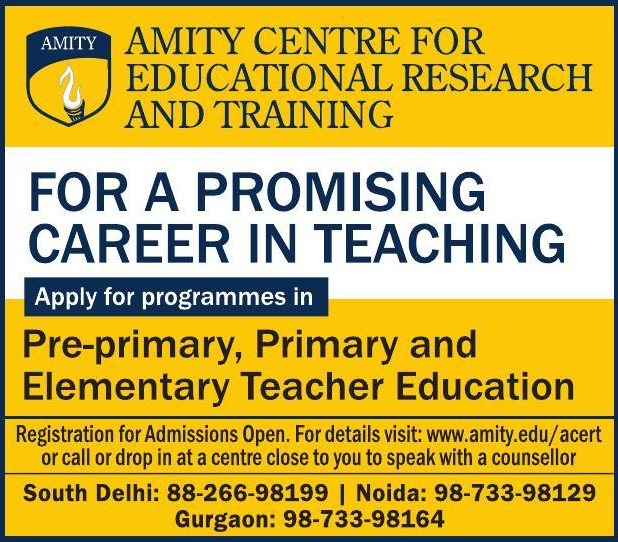 AMITY
AMITY CENTRE FOR
EDUCATIONAL RESEARCH
AND TRAINING
FOR A PROMISING
CAREER IN TEACHING
Apply for programmes in
Pre-primary, Primary and
Elementary Teacher Education
Registration for Admissions Open. For details visit: www.amity.edu/acert
or call or drop in at a centre close to you to speak with a counsellor
South Delhi: 88-266-98199 | Noida: 98-733-98129
Gurgaon: 98-733-98164